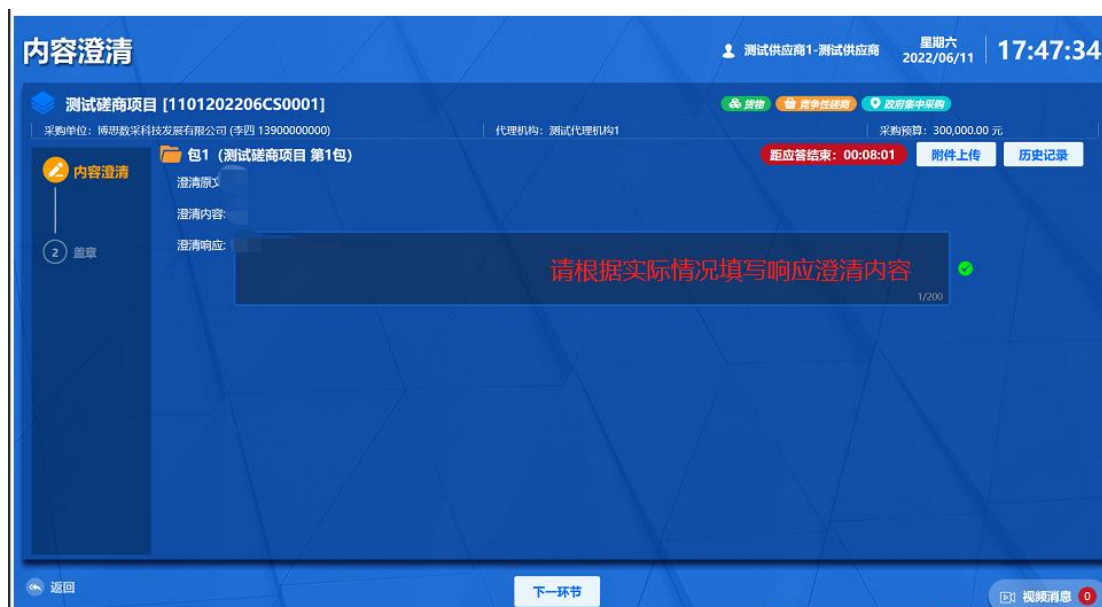 内容澄清
测试供应商1-测试供应商
星期六
2022/06/11
17:47:34
测试磋商项目 [1101202206CS0001]
货物
竞争性磋商
政府集中采购
采购单位：博思数采科技发展有限公司 (李四 13900000000)
代理机构：测试代理机构1
采购预算：300,000.00 元
内容澄清
2 盖章
包1（测试磋商项目 第1包）
距应答结束：00:08:01
附件上传
历史记录
澄清原文
澄清内容:
澄清响应:
请根据实际情况填写响应澄清内容
1/200
返回
下一环节
视频消息 0